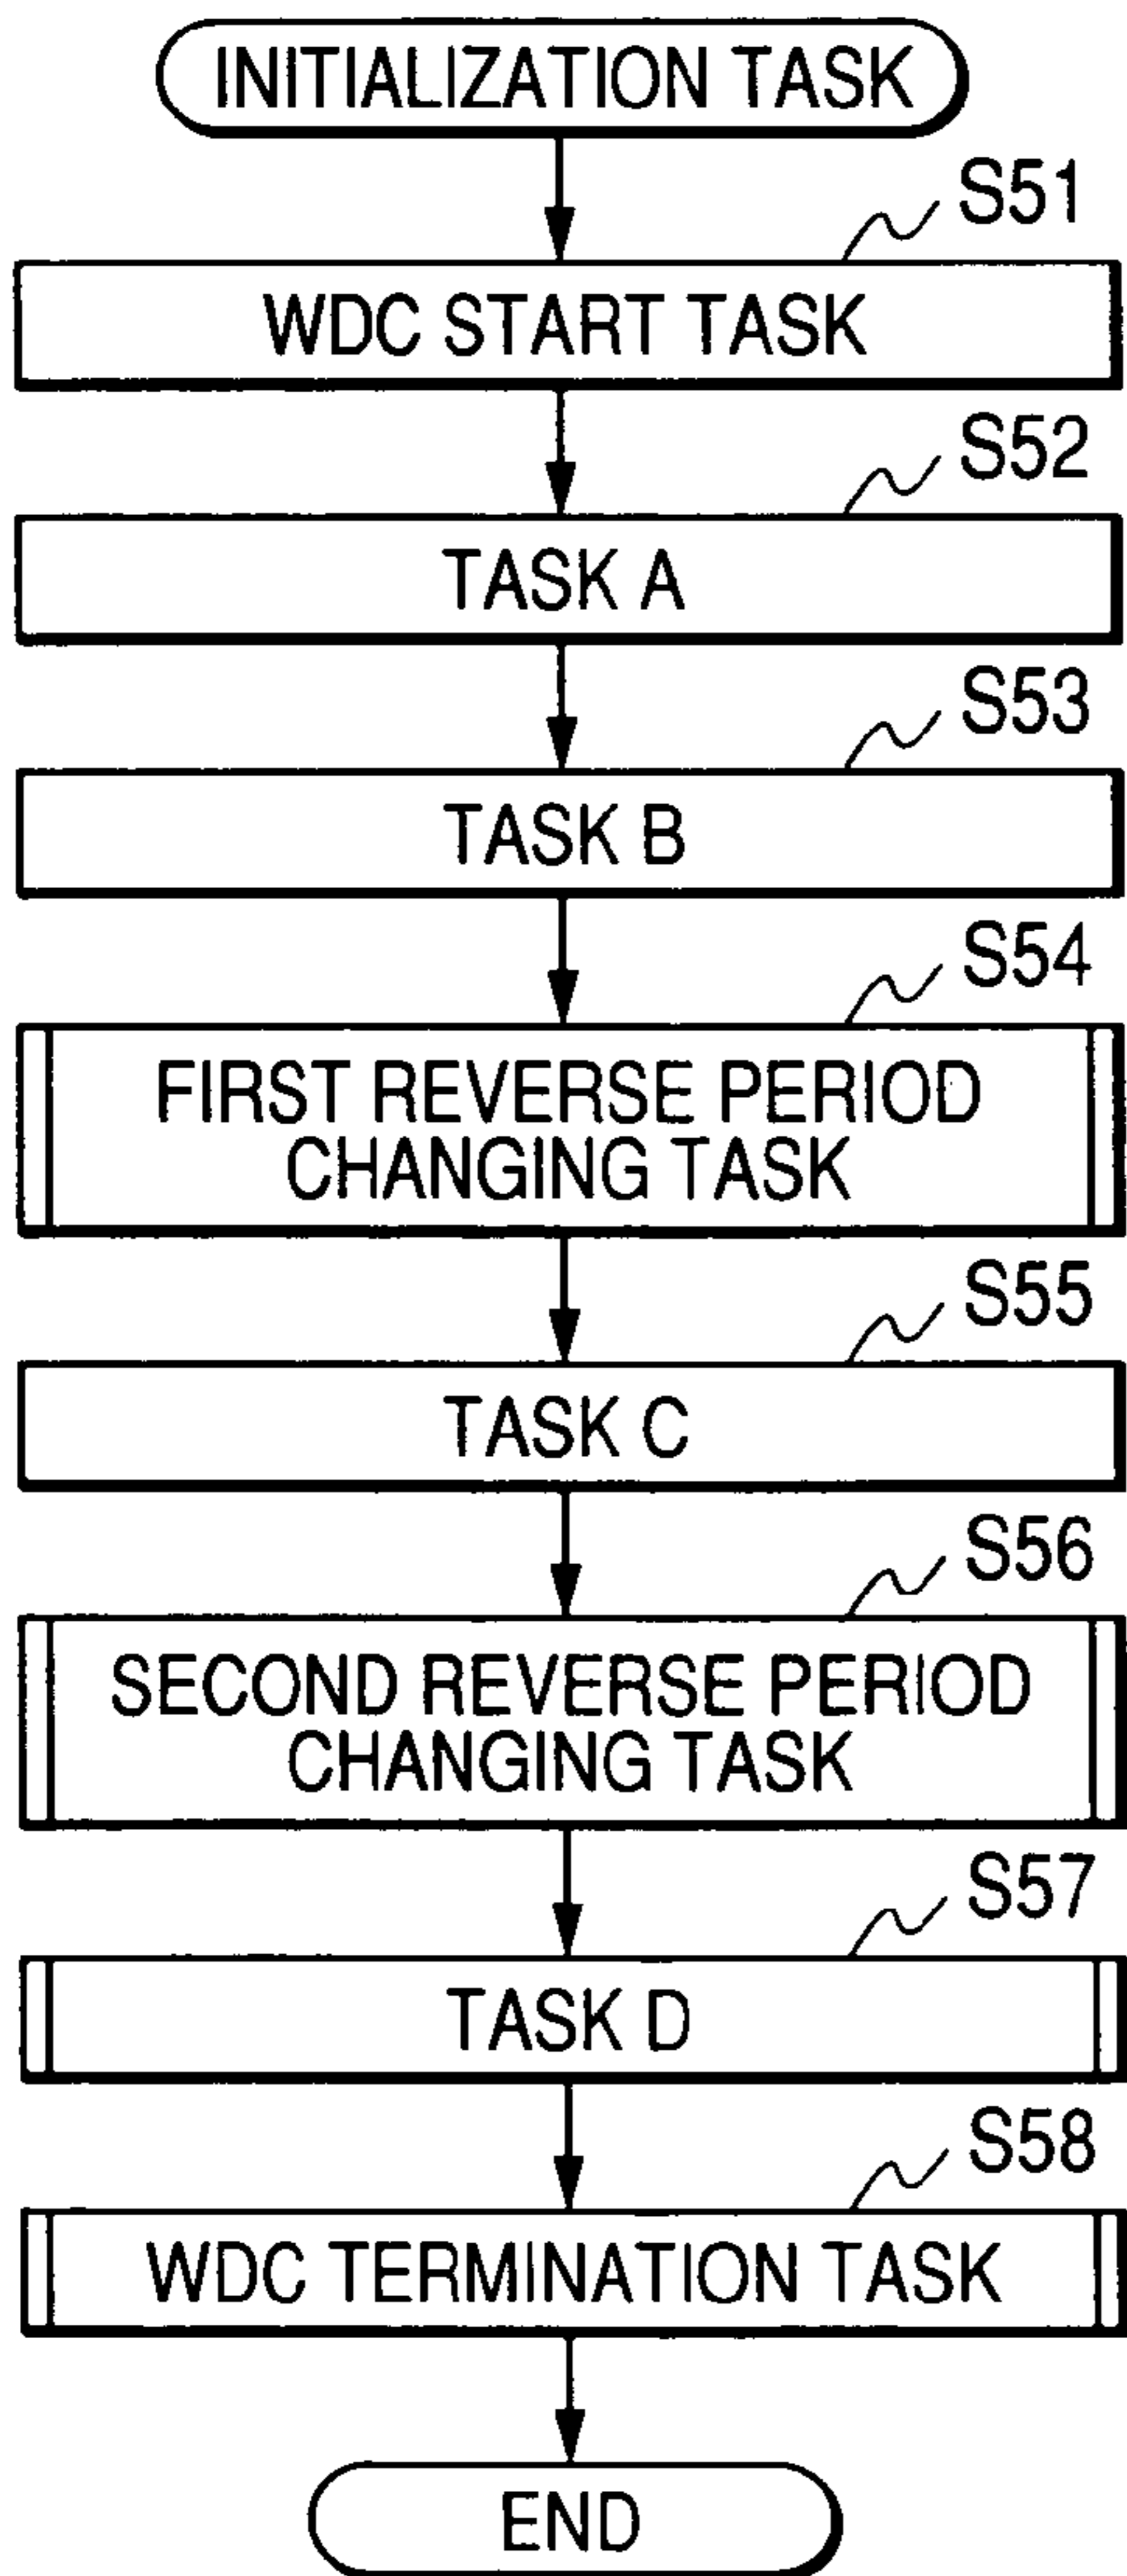 INITIALIZATION TASK
S51
WDC START TASK
S52
TASK A
S53
TASK B
S54
FIRST REVERSE PERIOD
CHANGING TASK
S55
TASK C
S56
SECOND REVERSE PERIOD
CHANGING TASK
S57
TASK D
S58
WDC TERMINATION TASK
END